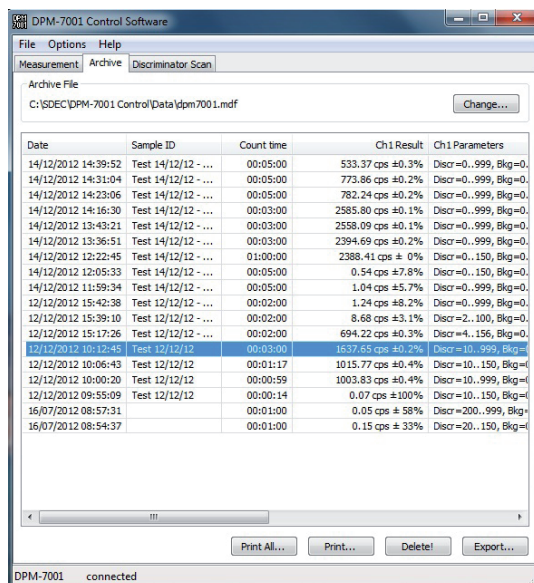 DPM 7001 DPM-7001 Control Software
File Options Help
Measurement Archive Discriminator Scan
Archive File
C:\SDEC\DPM-7001 Control\Data\dpm7001.mdf Change...
Date Sample ID Count time Ch1 Result Ch1 Parameters
14/12/2012 14:39:52 Test 14/12/12 - ... 00:05:00 533.37 cps ±0.3% Discr=0..999, Bkg=0.
14/12/2012 14:31:04 Test 14/12/12 - ... 00:05:00 773.86 cps ±0.2% Discr=0..999, Bkg=0.
14/12/2012 14:23:06 Test 14/12/12 - ... 00:05:00 782.24 cps ±0.2% Discr=0..999, Bkg=0.
14/12/2012 14:16:30 Test 14/12/12 - ... 00:03:00 2585.80 cps ±0.1% Discr=0..999, Bkg=0.
14/12/2012 13:43:21 Test 14/12/12 - ... 00:03:00 2558.09 cps ±0.1% Discr=0..999, Bkg=0.
14/12/2012 13:36:51 Test 14/12/12 - ... 00:03:00 2394.69 cps ±0.2% Discr=0..999, Bkg=0.
14/12/2012 12:22:45 Test 14/12/12 - ... 01:00:00 2388.41 cps ± 0% Discr=0..150, Bkg=0.
14/12/2012 12:05:33 Test 14/12/12 - ... 00:05:00 0.54 cps ±7.8% Discr=0..150, Bkg=0.
14/12/2012 11:59:34 Test 14/12/12 - ... 00:05:00 1.04 cps ±5.7% Discr=0..999, Bkg=0.
12/12/2012 15:42:38 Test 12/12/12 - ... 00:02:00 1.24 cps ±8.2% Discr=0..999, Bkg=0.
12/12/2012 15:39:10 Test 12/12/12 - ... 00:02:00 8.68 cps ±3.1% Discr=2..100, Bkg=0.
12/12/2012 15:17:26 Test 12/12/12 - ... 00:02:00 694.22 cps ±0.3% Discr=4..156, Bkg=0.
12/12/2012 10:12:45 Test 12/12/12 00:03:00 1637.65 cps ±0.2% Discr=10..999, Bkg=0
12/12/2012 10:06:43 Test 12/12/12 00:01:17 1015.77 cps ±0.4% Discr=10..150, Bkg=0
12/12/2012 10:00:20 Test 12/12/12 00:00:59 1003.83 cps ±0.4% Discr=10..999, Bkg=0
12/12/2012 09:55:09 Test 12/12/12 00:00:14 0.07 cps ±100% Discr=10..150, Bkg=0
16/07/2012 08:57:31 00:01:00 0.05 cps ± 58% Discr=200..999, Bkg=
16/07/2012 08:54:37 00:01:00 0.15 cps ± 33% Discr=20..150, Bkg=0
Print All... Print... Delete! Export...
DPM-7001 connected